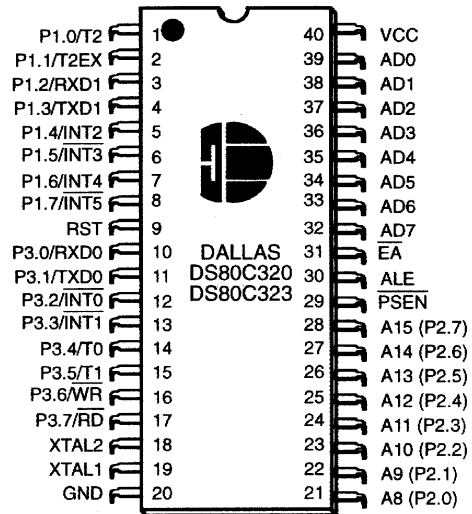 P1.0/T2 1 40 VCC
P1.1/T2EX 2 39 AD0
P1.2/RXD1 3 38 AD1
P1.3/TXD1 4 37 AD2
P1.4/INT2 5 36 AD3
P1.5/INT3 6 35 AD4
P1.6/INT4 7 34 AD5
P1.7/INT5 8 33 AD6
RST 9 32 AD7
P3.0/RXD0 10 DALLAS 31 EA
P3.1/TXD0 11 DS80C320 30 ALE
P3.2/INT0 12 DS80C323 29 PSEN
P3.3/INT1 13 28 A15 (P2.7)
P3.4/T0 14 27 A14 (P2.6)
P3.5/T1 15 26 A13 (P2.5)
P3.6/WR 16 25 A12 (P2.4)
P3.7/RD 17 24 A11 (P2.3)
XTAL2 18 23 A10 (P2.2)
XTAL1 19 22 A9 (P2.1)
GND 20 21 A8 (P2.0)